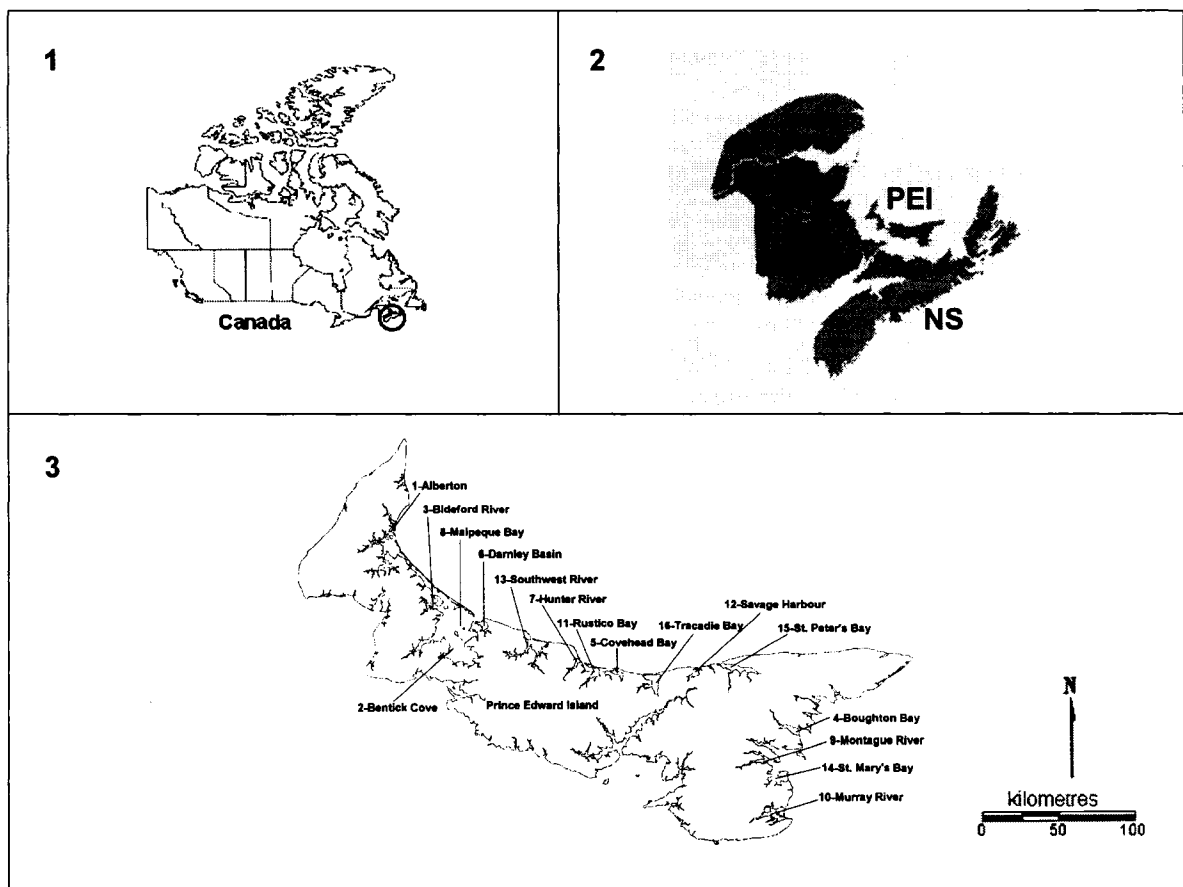 1
Canada
2
PEI
NS
3
1-Alberton
3-Bideford River
8-Malpeque Bay
6-Darnley Basin
13-Southwest River
7-Hunter River
12-Savage Harbour
11-Rustico Bay
16-Tracadie Bay
15-St. Peter's Bay
5-Covehead Bay
2-Bentick Cove
Prince Edward Island
4-Boughton Bay
9-Montague River
14-St. Mary's Bay
10-Murray River
N
kilometres
0 50 100